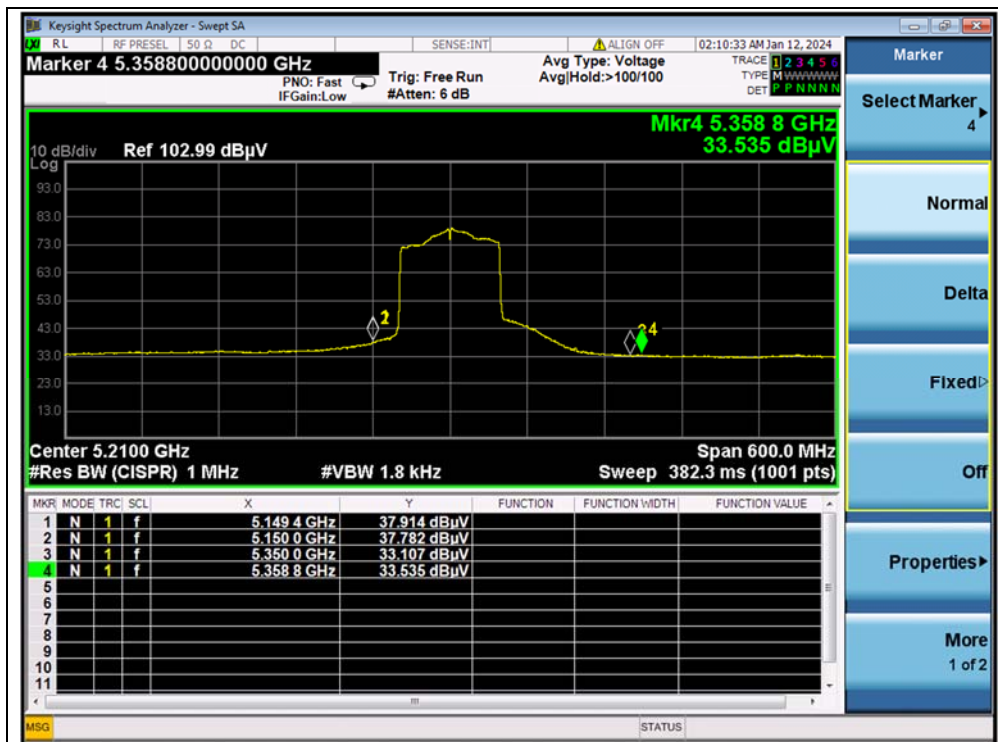 Keysight Spectrum Analyzer - Swept SA
LXI RL RF PRESEL 50 Ω DC SENSE:INT ALIGN OFF 02:10:33 AM Jan 12, 2024
Marker 4 5.358800000000 GHz
PNO: Fast
IFGain:Low
Trig: Free Run
#Atten: 6 dB
Avg Type: Voltage
Avg|Hold:>100/100
TRACE 1 2 3 4 5 6
TYPE M WWWWW
DET P P N N N N
Mkr4 5.358 8 GHz
33.535 dBµV
10 dB/div Ref 102.99 dBµV
Log
93.0
83.0
73.0
63.0
53.0
43.0
33.0
23.0
13.0
2
4
Center 5.2100 GHz Span 600.0 MHz
#Res BW (CISPR) 1 MHz #VBW 1.8 kHz Sweep 382.3 ms (1001 pts)
MKR MODE TRC SCL X Y FUNCTION FUNCTION WIDTH FUNCTION VALUE
1 N 1 f 5.149 4 GHz 37.914 dBµV
2 N 1 f 5.150 0 GHz 37.782 dBµV
3 N 1 f 5.350 0 GHz 33.107 dBµV
4 N 1 f 5.358 8 GHz 33.535 dBµV
5
6
7
8
9
10
11
MSG STATUS
Marker
Select Marker
4
Normal
Delta
Fixed
Off
Properties
More
1 of 2